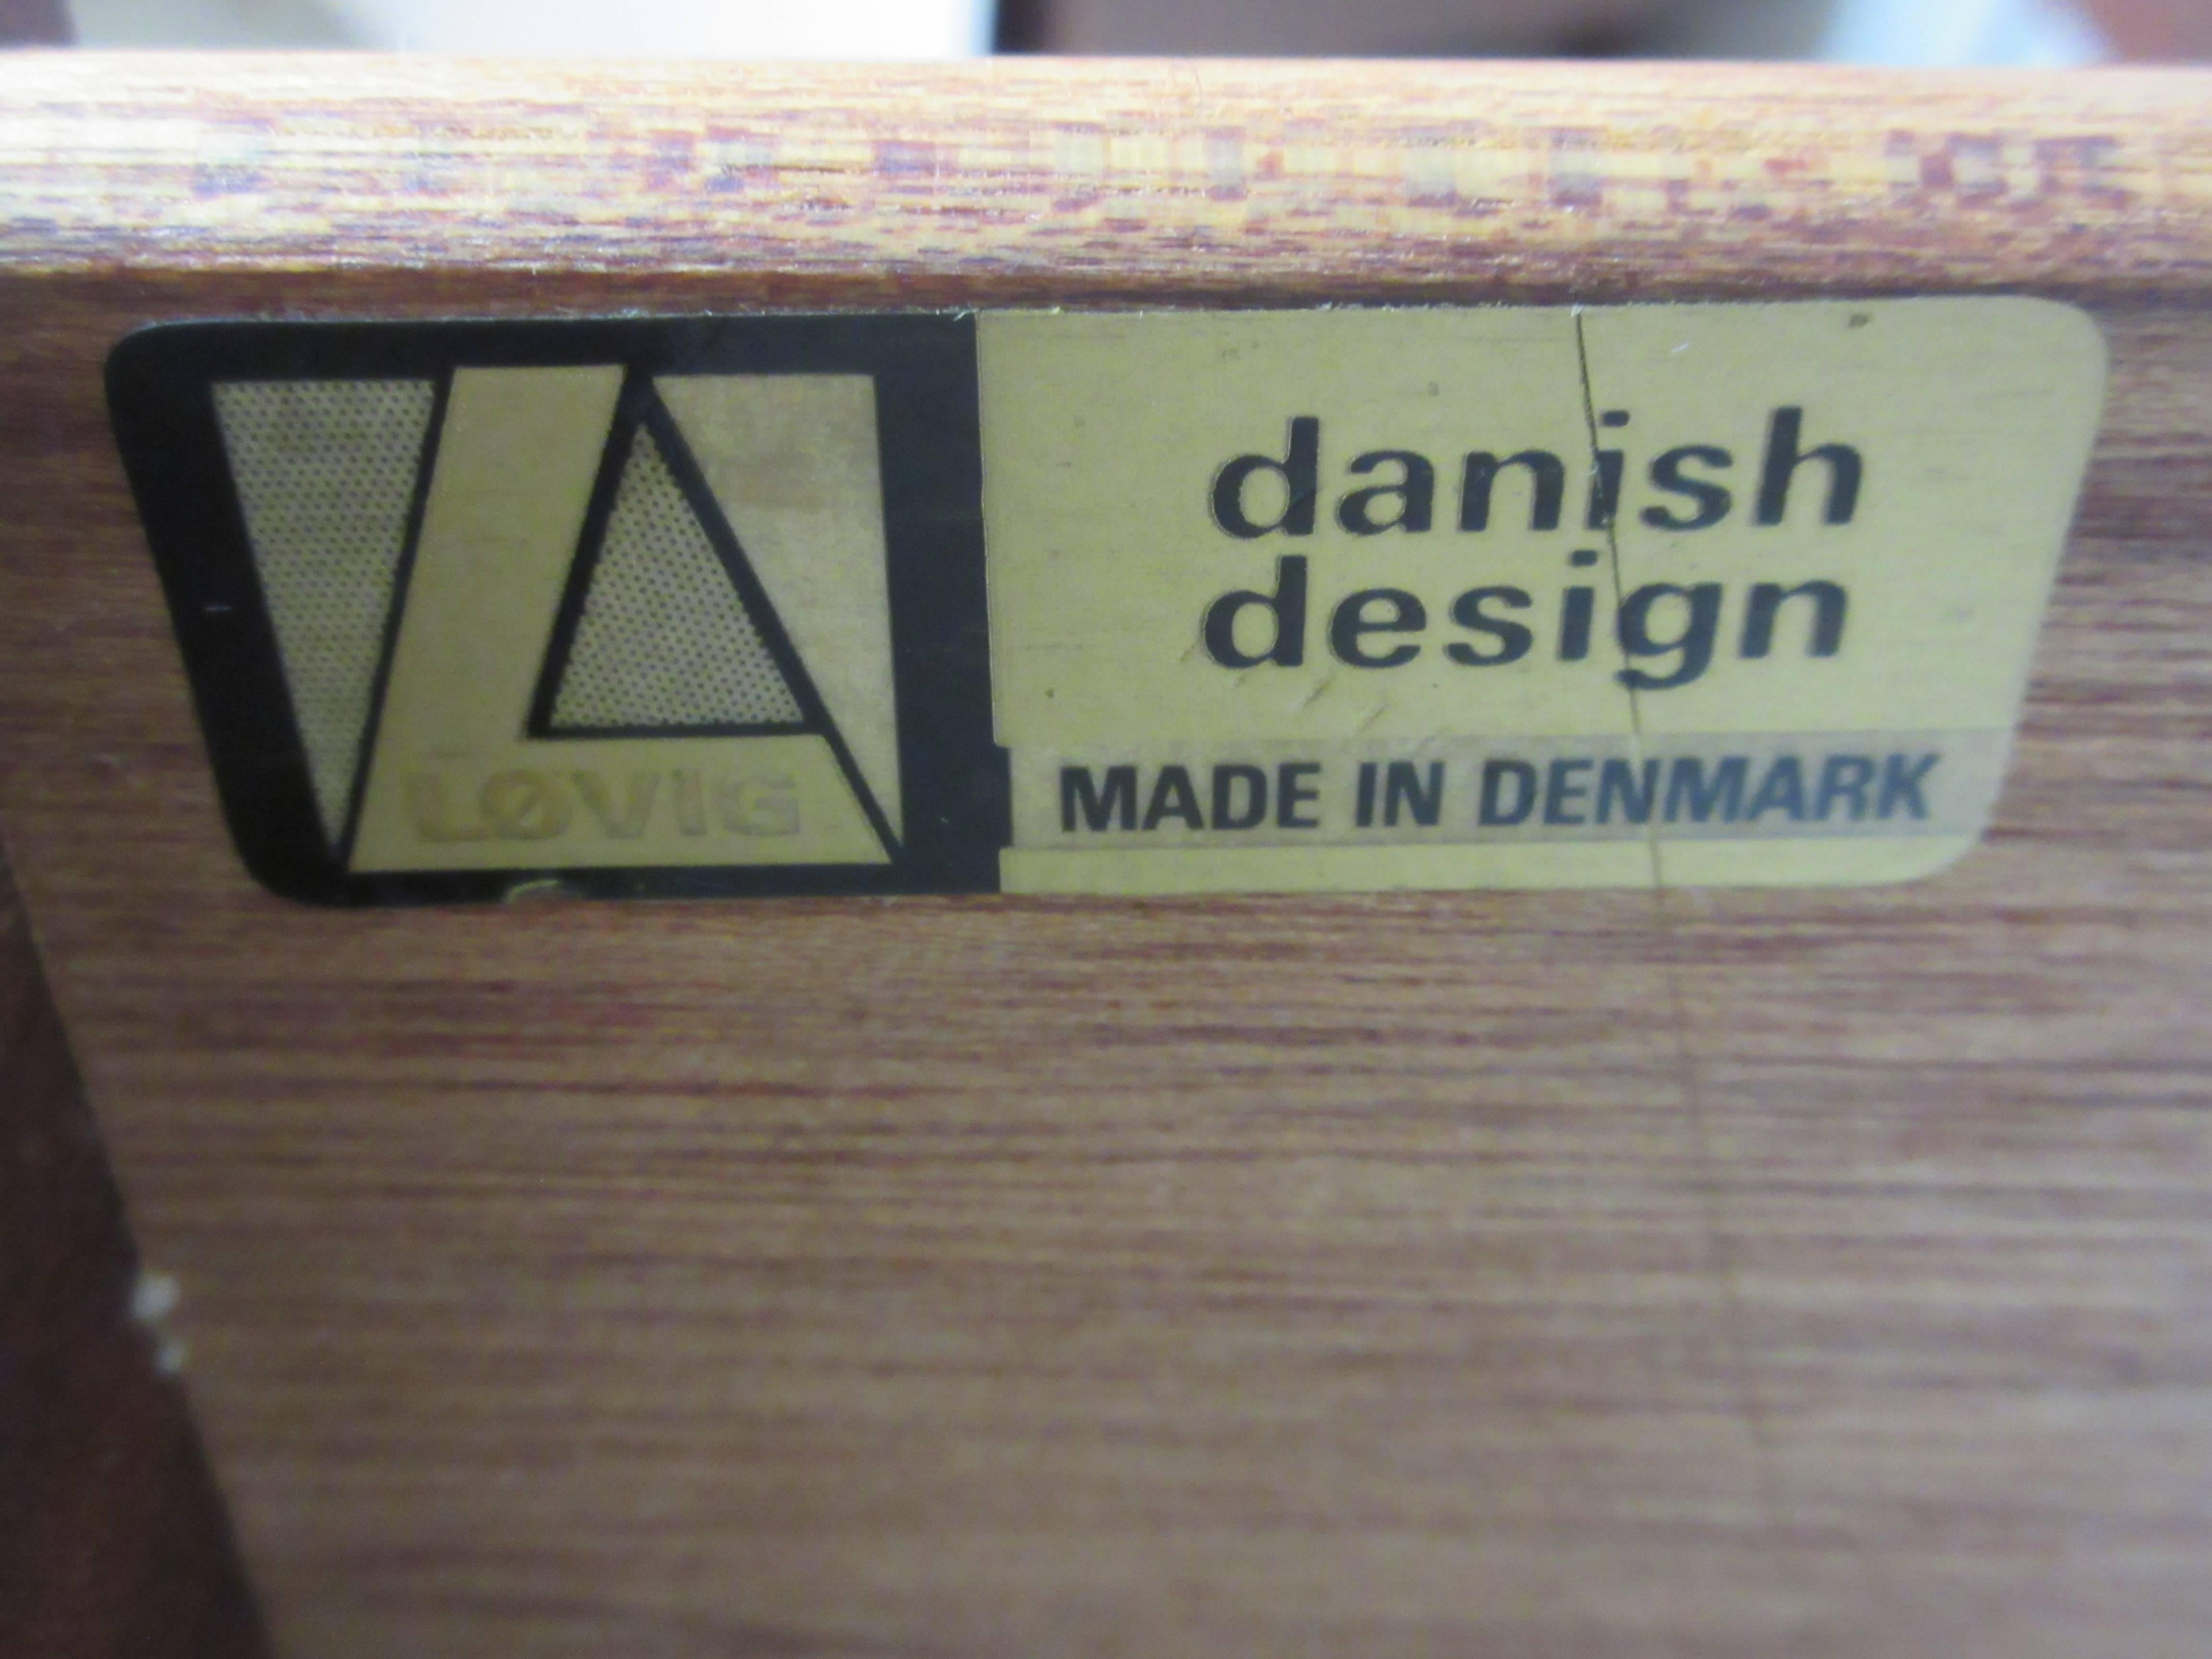 LØVIG
danish
design
MADE IN DENMARK